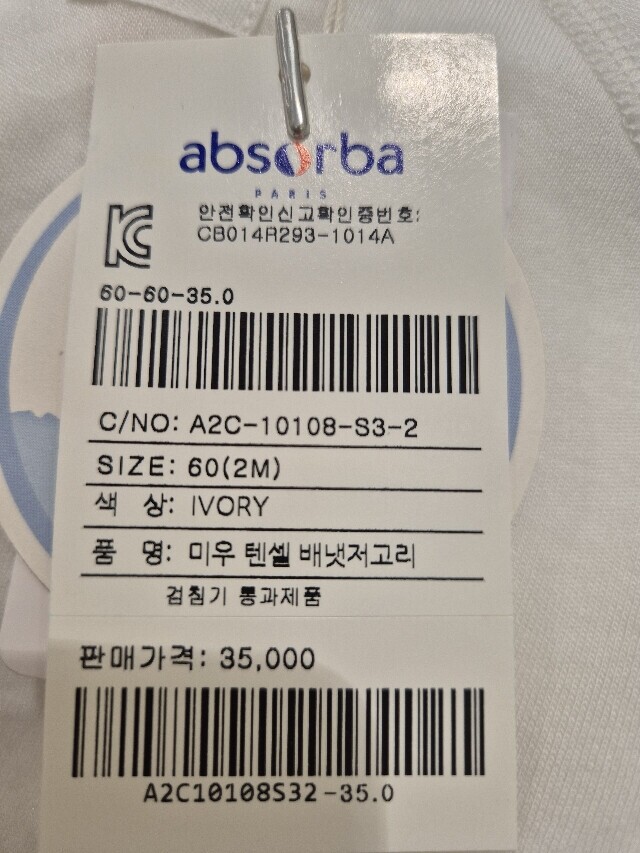 absorba
PARIS
안전확인신고확인증번호:
CB014R293-1014A
60-60-35.0
C/NO: A2C-10108-S3-2
SIZE: 60(2M)
색 상: IVORY
품 명: 미우 텐셀 배냇저고리
검침기 통과제품
판매가격: 35,000
A2C10108S32-35.0